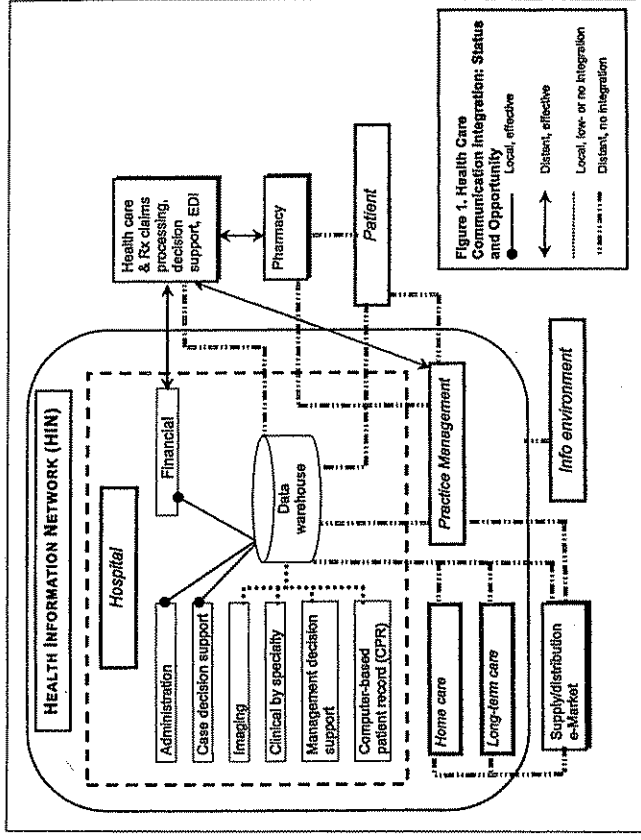 HEALTH INFORMATION NETWORK (HIN)
Hospital
Administration
Case decision support
Imaging
Clinical by specialty
Management decision
support
Computer-based
patient record (CPR)
Financial
Data
warehouse
Health care
& Rx claims
processing,
decision
support, EDI
Pharmacy
Patient
Home care
Long-term care
Supply/distribution
e-Market
Practice Management
Info environment
Figure 1. Health Care
Communication Integration: Status
and Opportunity
Local, effective
Distant, effective
Local, low- or no integration
Distant, no integration